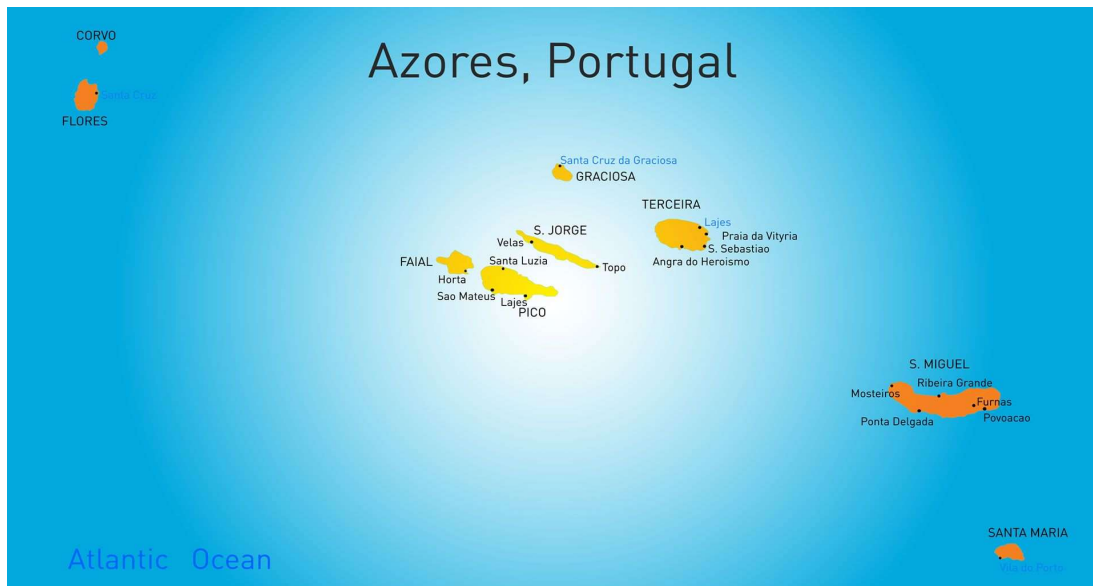 CORVO
Azores, Portugal
Santa Cruz
FLORES
Santa Cruz da Graciosa
GRACIOSA
TERCEIRA
Lajes
S. JORGE
Praia da Vityria
Velas
S. Sebastiao
FAIAL
Santa Luzia
Angra do Heroismo
Topo
Horta
Sao Mateus
Lajes
PICO
S. MIGUEL
Ribeira Grande
Mosteiros
Furnas
Ponta Delgada
Povoacao
SANTA MARIA
Atlantic Ocean
Vila do Porto